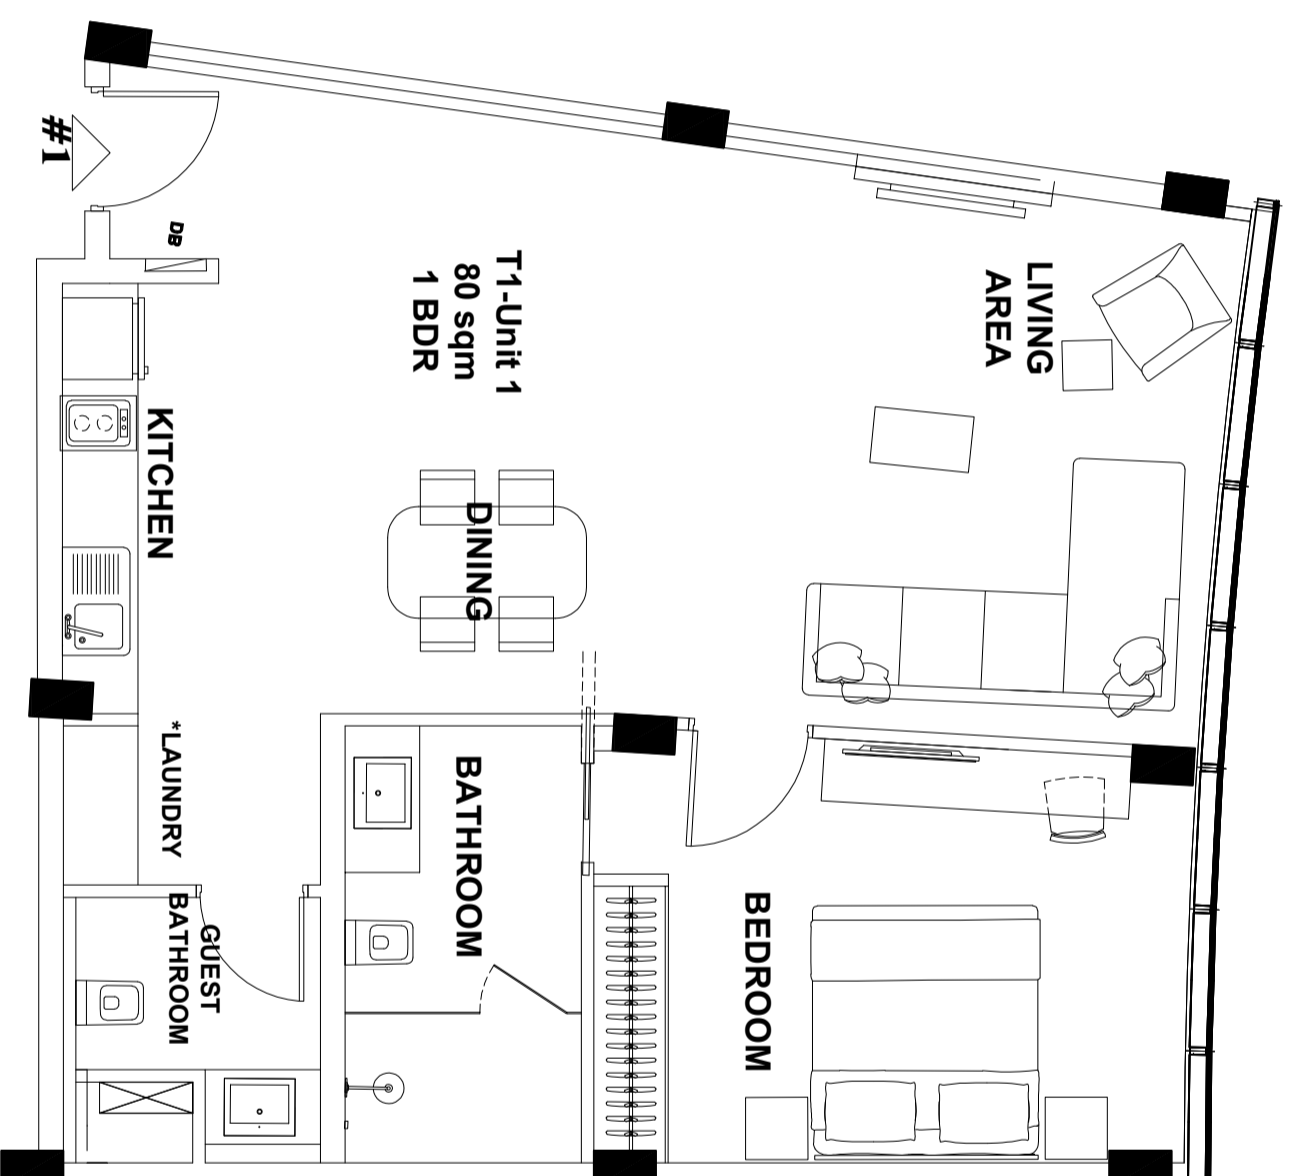 #1
DB
T1-Unit 1
80 sqm
1 BDR
LIVING
AREA
KITCHEN
DINING
*LAUNDRY
BATHROOM
GUEST
BATHROOM
BEDROOM